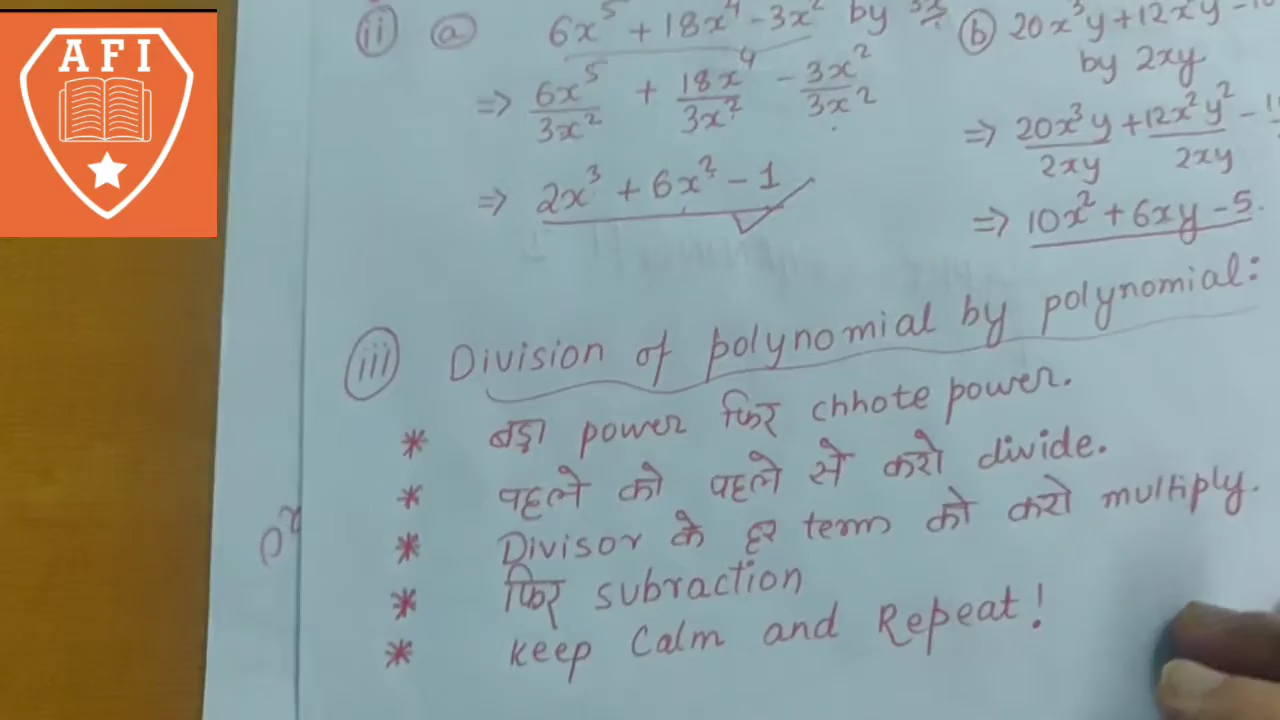 AFI
(ii) (a) 6x⁵ + 18x⁴ - 3x² by
⇒ 6x⁵/3x² + 18x⁴/3x² - 3x²/3x²
⇒ 2x³ + 6x² - 1
(b) 20x³y + 12x²y -
by 2xy
⇒ 20x³y/2xy + 12x²y²/2xy -
⇒ 10x² + 6xy - 5.
(iii) Division of polynomial by polynomial:
* बड़ा power फिर chhote power.
* पहले को पहले से करो divide.
* Divisor के हर term को करो multiply.
* फिर subraction
* Keep Calm and Repeat!